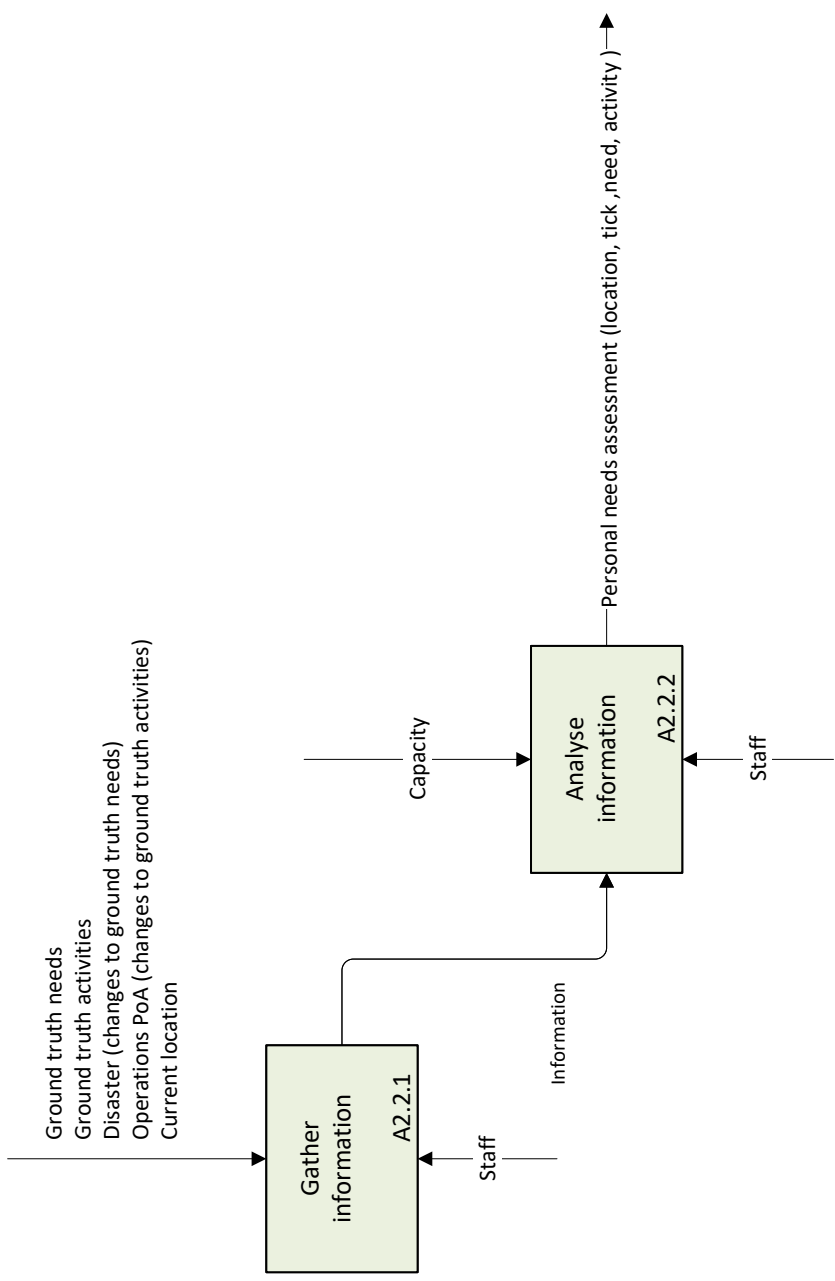 Ground truth needs
Ground truth activities
Disaster (changes to ground truth needs)
Operations PoA (changes to ground truth activities)
Current location
Gather
information
A2.2.1
Staff
Information
Capacity
Analyse
information
A2.2.2
Staff
Personal needs assessment (location, tick ,need, activity )